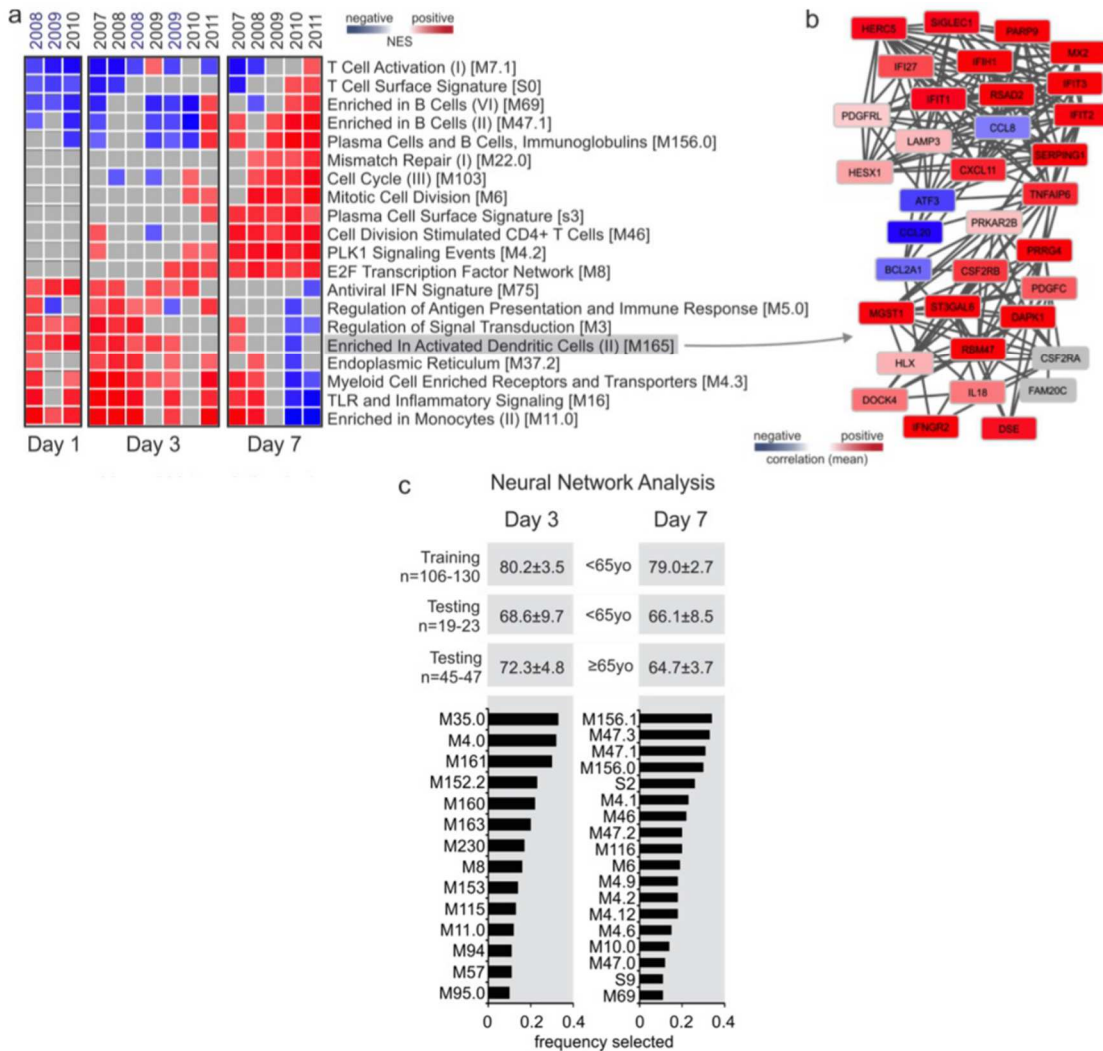 a
negative positive
NES
2008 2009 2010 2007 2008 2008 2009 2009 2010 2011 2007 2008 2009 2010 2011
T Cell Activation (I) [M7.1]
T Cell Surface Signature [S0]
Enriched in B Cells (VI) [M69]
Enriched in B Cells (II) [M47.1]
Plasma Cells and B Cells, Immunoglobulins [M156.0]
Mismatch Repair (I) [M22.0]
Cell Cycle (III) [M103]
Mitotic Cell Division [M6]
Plasma Cell Surface Signature [s3]
Cell Division Stimulated CD4+ T Cells [M46]
PLK1 Signaling Events [M4.2]
E2F Transcription Factor Network [M8]
Antiviral IFN Signature [M75]
Regulation of Antigen Presentation and Immune Response [M5.0]
Regulation of Signal Transduction [M3]
Enriched In Activated Dendritic Cells (II) [M165]
Endoplasmic Reticulum [M37.2]
Myeloid Cell Enriched Receptors and Transporters [M4.3]
TLR and Inflammatory Signaling [M16]
Enriched in Monocytes (II) [M11.0]
Day 1 Day 3 Day 7
b
HERC5
SIGLEC1
PARP9
MX2
IFI27
IFIH1
IFIT3
IFIT1
RSAD2
IFIT2
PDGFRL
CCL8
LAMP3
SERPING1
HESX1
CXCL11
ATF3
TNFAIP6
PRKAR2B
CCL20
PRRG4
BCL2A1
CSF2RB
PDGFC
MGST1
ST3GAL6
DAPK1
RBM47
CSF2RA
HLX
FAM20C
DOCK4
IL18
IFNGR2
DSE
negative positive
correlation (mean)
c
Neural Network Analysis
Day 3 Day 7
Training
n=106-130
80.2±3.5 <65yo 79.0±2.7
Testing
n=19-23
68.6±9.7 <65yo 66.1±8.5
Testing
n=45-47
72.3±4.8 ≥65yo 64.7±3.7
M35.0
M4.0
M161
M152.2
M160
M163
M230
M8
M153
M115
M11.0
M94
M57
M95.0
0 0.2 0.4
M156.1
M47.3
M47.1
M156.0
S2
M4.1
M46
M47.2
M116
M6
M4.9
M4.2
M4.12
M4.6
M10.0
M47.0
S9
M69
0 0.2 0.4
frequency selected